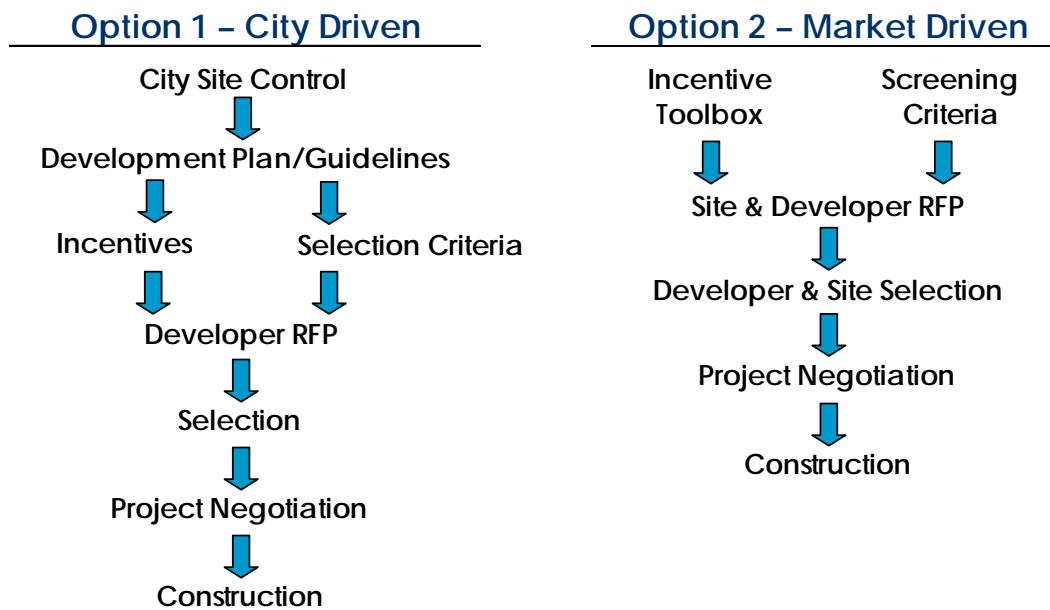 Option 1 – City Driven
City Site Control
Development Plan/Guidelines
Incentives
Selection Criteria
Developer RFP
Selection
Project Negotiation
Construction
Option 2 – Market Driven
Incentive
Toolbox
Screening
Criteria
Site & Developer RFP
Developer & Site Selection
Project Negotiation
Construction